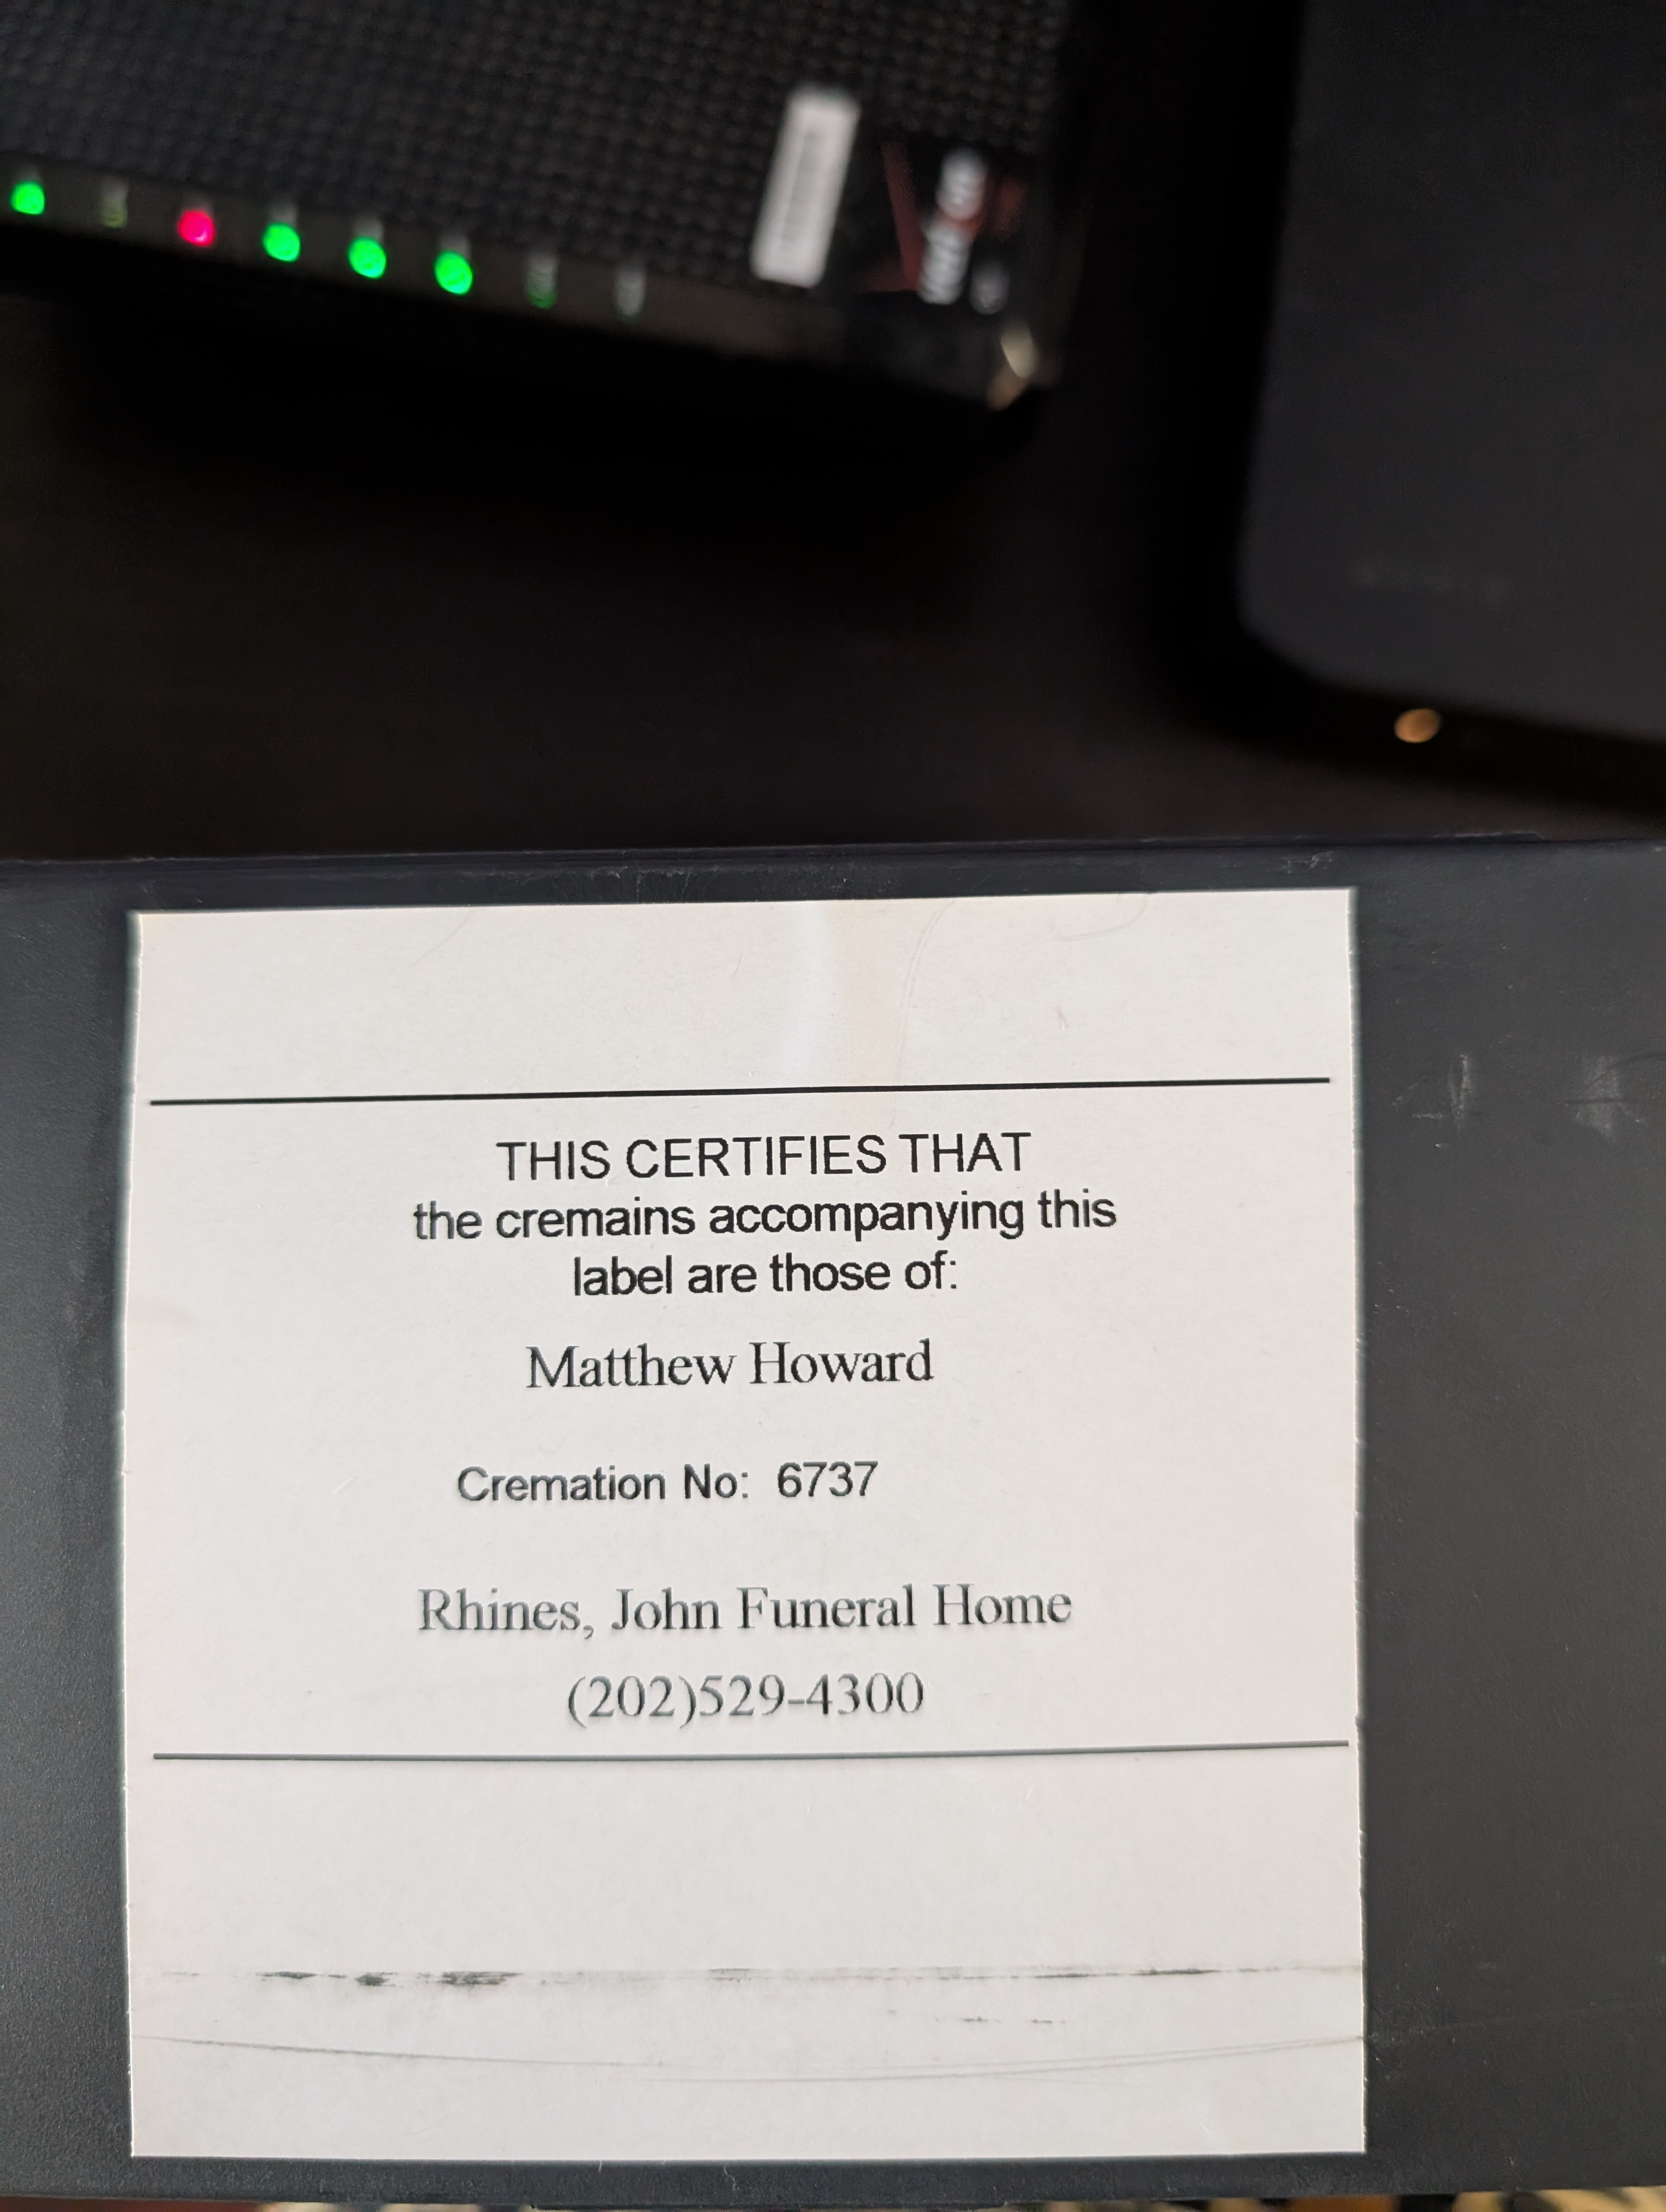 verizon
THIS CERTIFIES THAT
the cremains accompanying this
label are those of:
Matthew Howard
Cremation No: 6737
Rhines, John Funeral Home
(202)529-4300